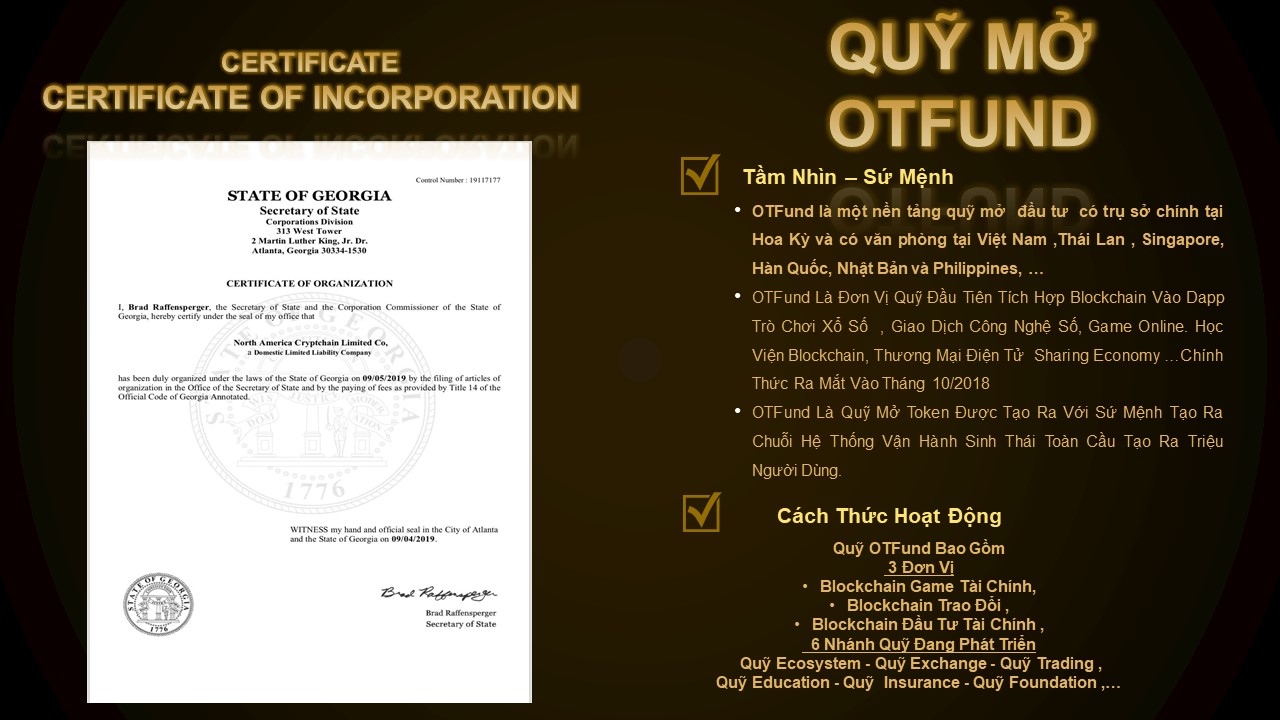 CERTIFICATE
CERTIFICATE OF INCORPORATION
Control Number : 19117177
STATE OF GEORGIA
Secretary of State
Corporations Division
313 West Tower
2 Martin Luther King, Jr. Dr.
Atlanta, Georgia 30334-1530
CERTIFICATE OF ORGANIZATION
I, Brad Raffensperger, the Secretary of State and the Corporation Commissioner of the State of
Georgia, hereby certify under the seal of my office that
North America Cryptchain Limited Co,
a Domestic Limited Liability Company
has been duly organized under the laws of the State of Georgia on 09/05/2019 by the filing of articles of
organization in the Office of the Secretary of State and by the paying of fees as provided by Title 14 of the
Official Code of Georgia Annotated.
1776
WITNESS my hand and official seal in the City of Atlanta
and the State of Georgia on 09/04/2019.
STATE OF GEORGIA
1776
Brad Raffensperger
Brad Raffensperger
Secretary of State
QUỸ MỞ
OTFUND
Tầm Nhìn – Sứ Mệnh
• OTFund là một nền tảng quỹ mở đầu tư có trụ sở chính tại
Hoa Kỳ và có văn phòng tại Việt Nam ,Thái Lan , Singapore,
Hàn Quốc, Nhật Bản và Philippines, …
• OTFund Là Đơn Vị Quỹ Đầu Tiên Tích Hợp Blockchain Vào Dapp
Trò Chơi Xổ Số , Giao Dịch Công Nghệ Số, Game Online. Học
Viện Blockchain, Thương Mại Điện Tử Sharing Economy …Chính
Thức Ra Mắt Vào Tháng 10/2018
• OTFund Là Quỹ Mở Token Được Tạo Ra Với Sứ Mệnh Tạo Ra
Chuỗi Hệ Thống Vận Hành Sinh Thái Toàn Cầu Tạo Ra Triệu
Người Dùng.
Cách Thức Hoạt Động
Quỹ OTFund Bao Gồm
3 Đơn Vị
• Blockchain Game Tài Chính,
• Blockchain Trao Đổi ,
• Blockchain Đầu Tư Tài Chính ,
6 Nhánh Quỹ Đang Phát Triển
Quỹ Ecosystem - Quỹ Exchange - Quỹ Trading ,
Quỹ Education - Quỹ Insurance - Quỹ Foundation ,…